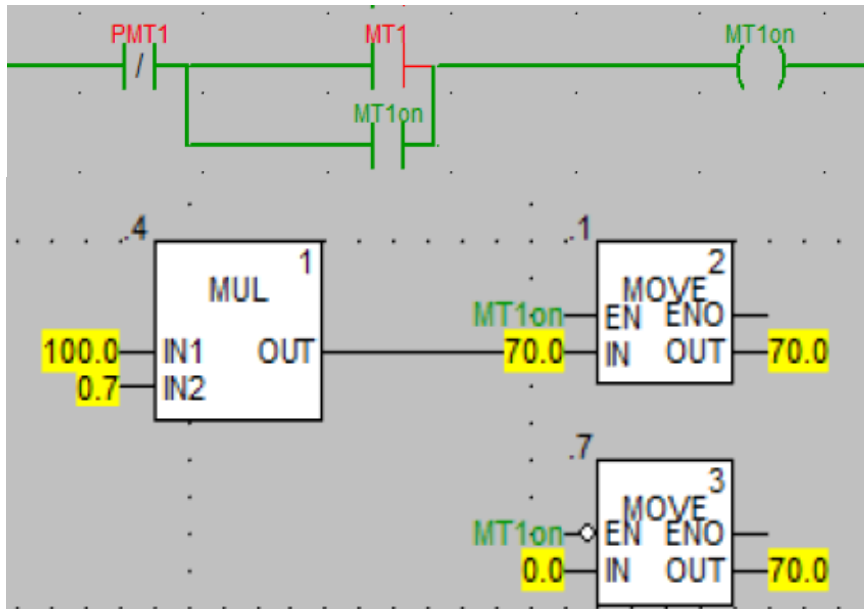 PMT1 MT1 MT1on
/
MT1on
.4 .1
1 2
MUL MOVE
MT1on EN ENO
100.0 IN1 OUT 70.0 IN OUT 70.0
0.7 IN2
.7
3
MOVE
MT1on EN ENO
0.0 IN OUT 70.0